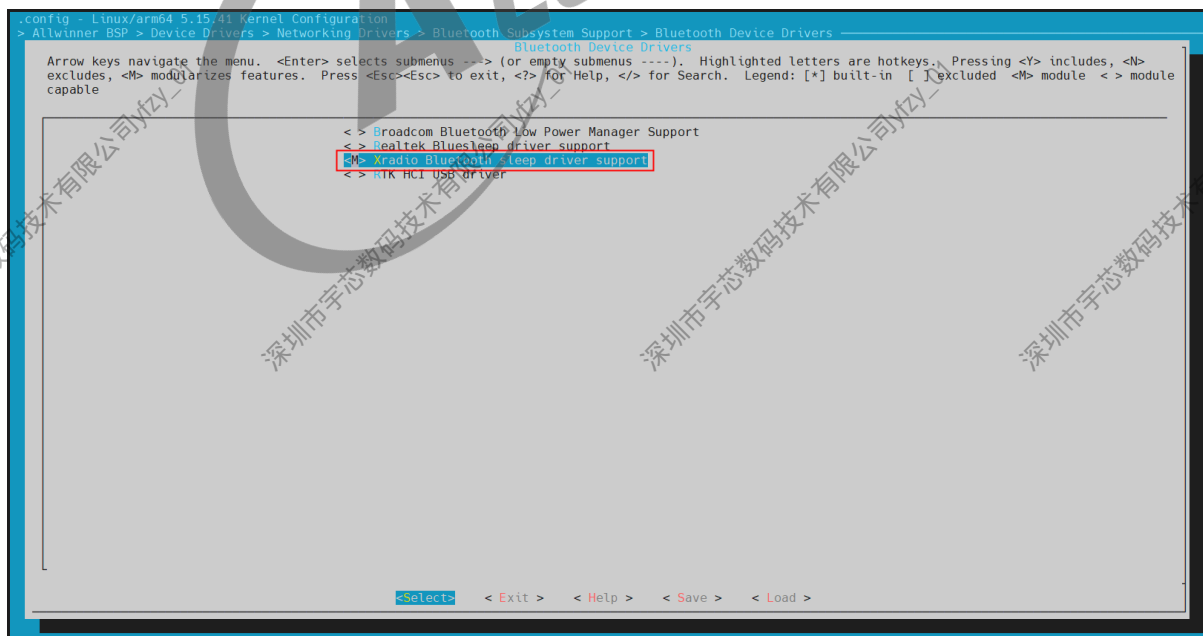 .config - Linux/arm64 5.15.41 Kernel Configuration
> Allwinner BSP > Device Drivers > Networking Drivers > Bluetooth Subsystem Support > Bluetooth Device Drivers
Bluetooth Device Drivers
Arrow keys navigate the menu.  <Enter> selects submenus ---> (or empty submenus ----).  Highlighted letters are hotkeys.  Pressing <Y> includes, <N>
excludes, <M> modularizes features.  Press <Esc><Esc> to exit, <?> for Help, </> for Search.  Legend: [*] built-in  [ ] excluded  <M> module  < > module
capable
< > Broadcom Bluetooth Low Power Manager Support
< > Realtek Bluesleep driver support
<M> Xradio Bluetooth sleep driver support
< > RTK HCI USB driver
<Select>    < Exit >    < Help >    < Save >    < Load >
深圳市宇芯数码技术有限公司yfzy_01
深圳市宇芯数码技术有限公司yfzy_01
深圳市宇芯数码技术